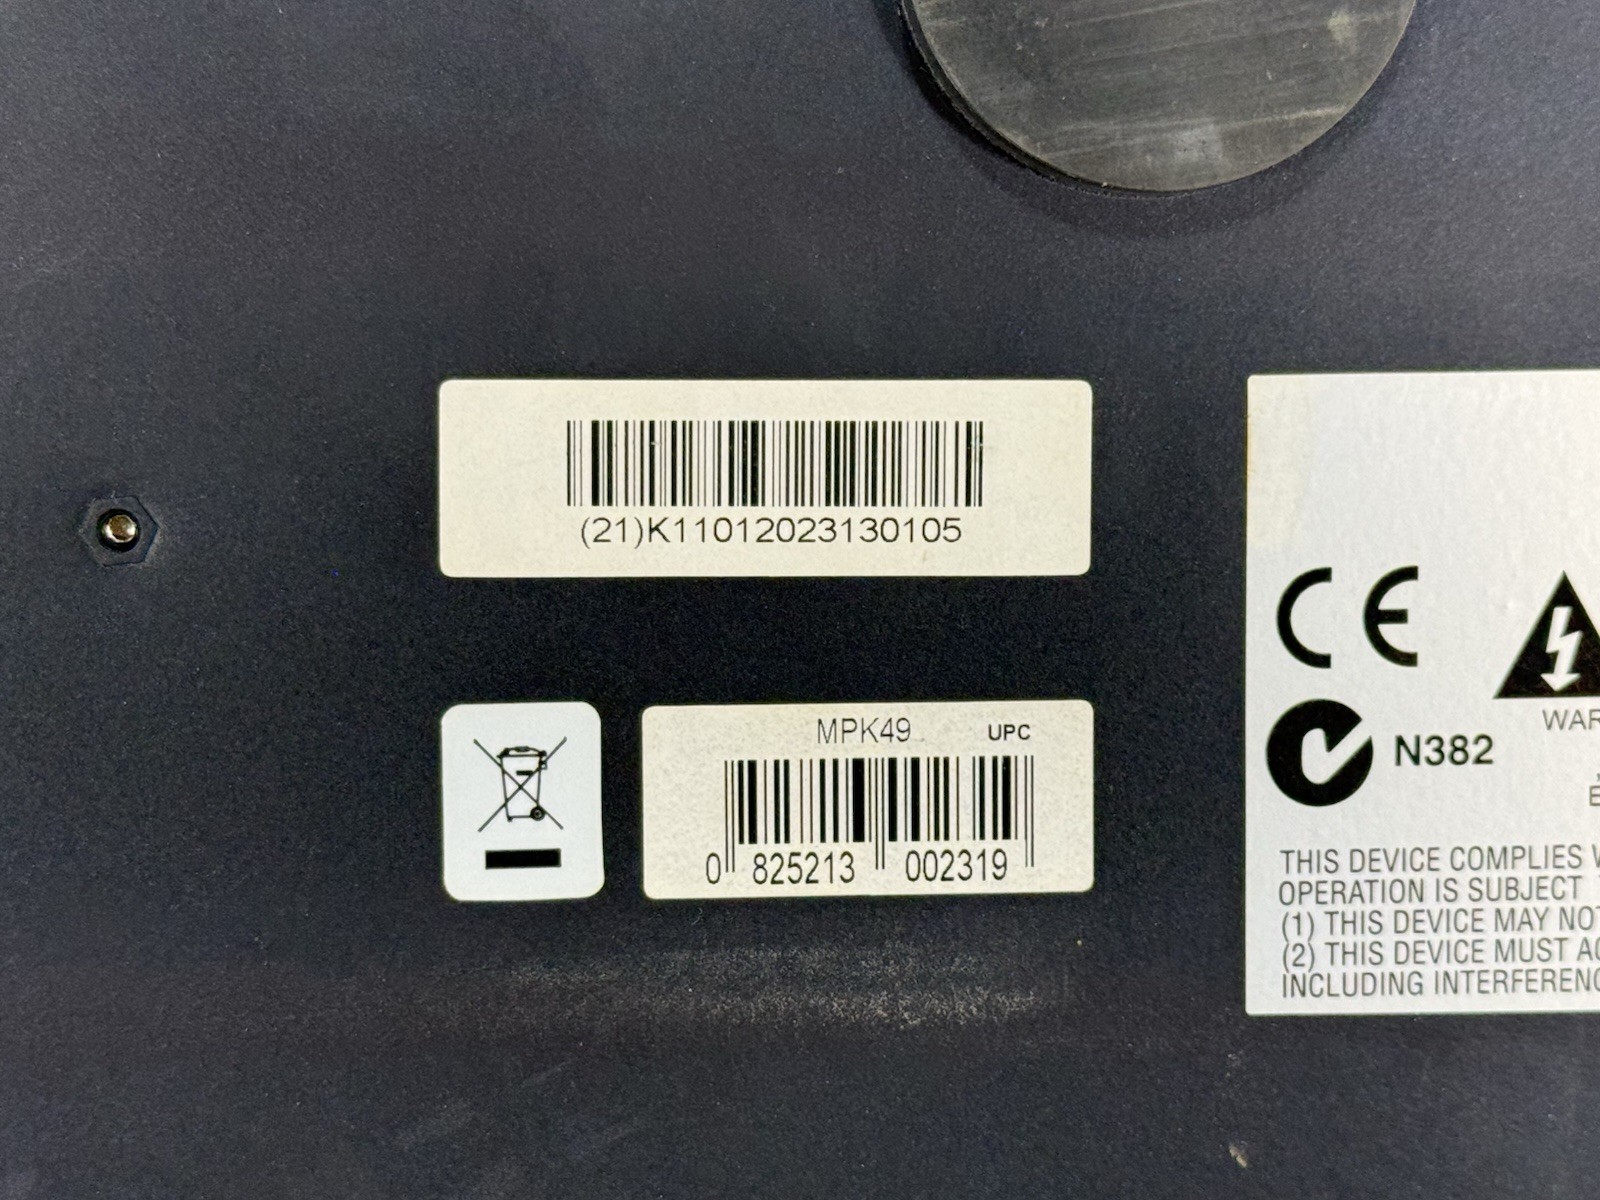 (21)K11012023130105
MPK49 UPC
0 825213 002319
CE
N382
THIS DEVICE COMPLIES
OPERATION IS SUBJECT
(1) THIS DEVICE MAY NOT
(2) THIS DEVICE MUST
INCLUDING